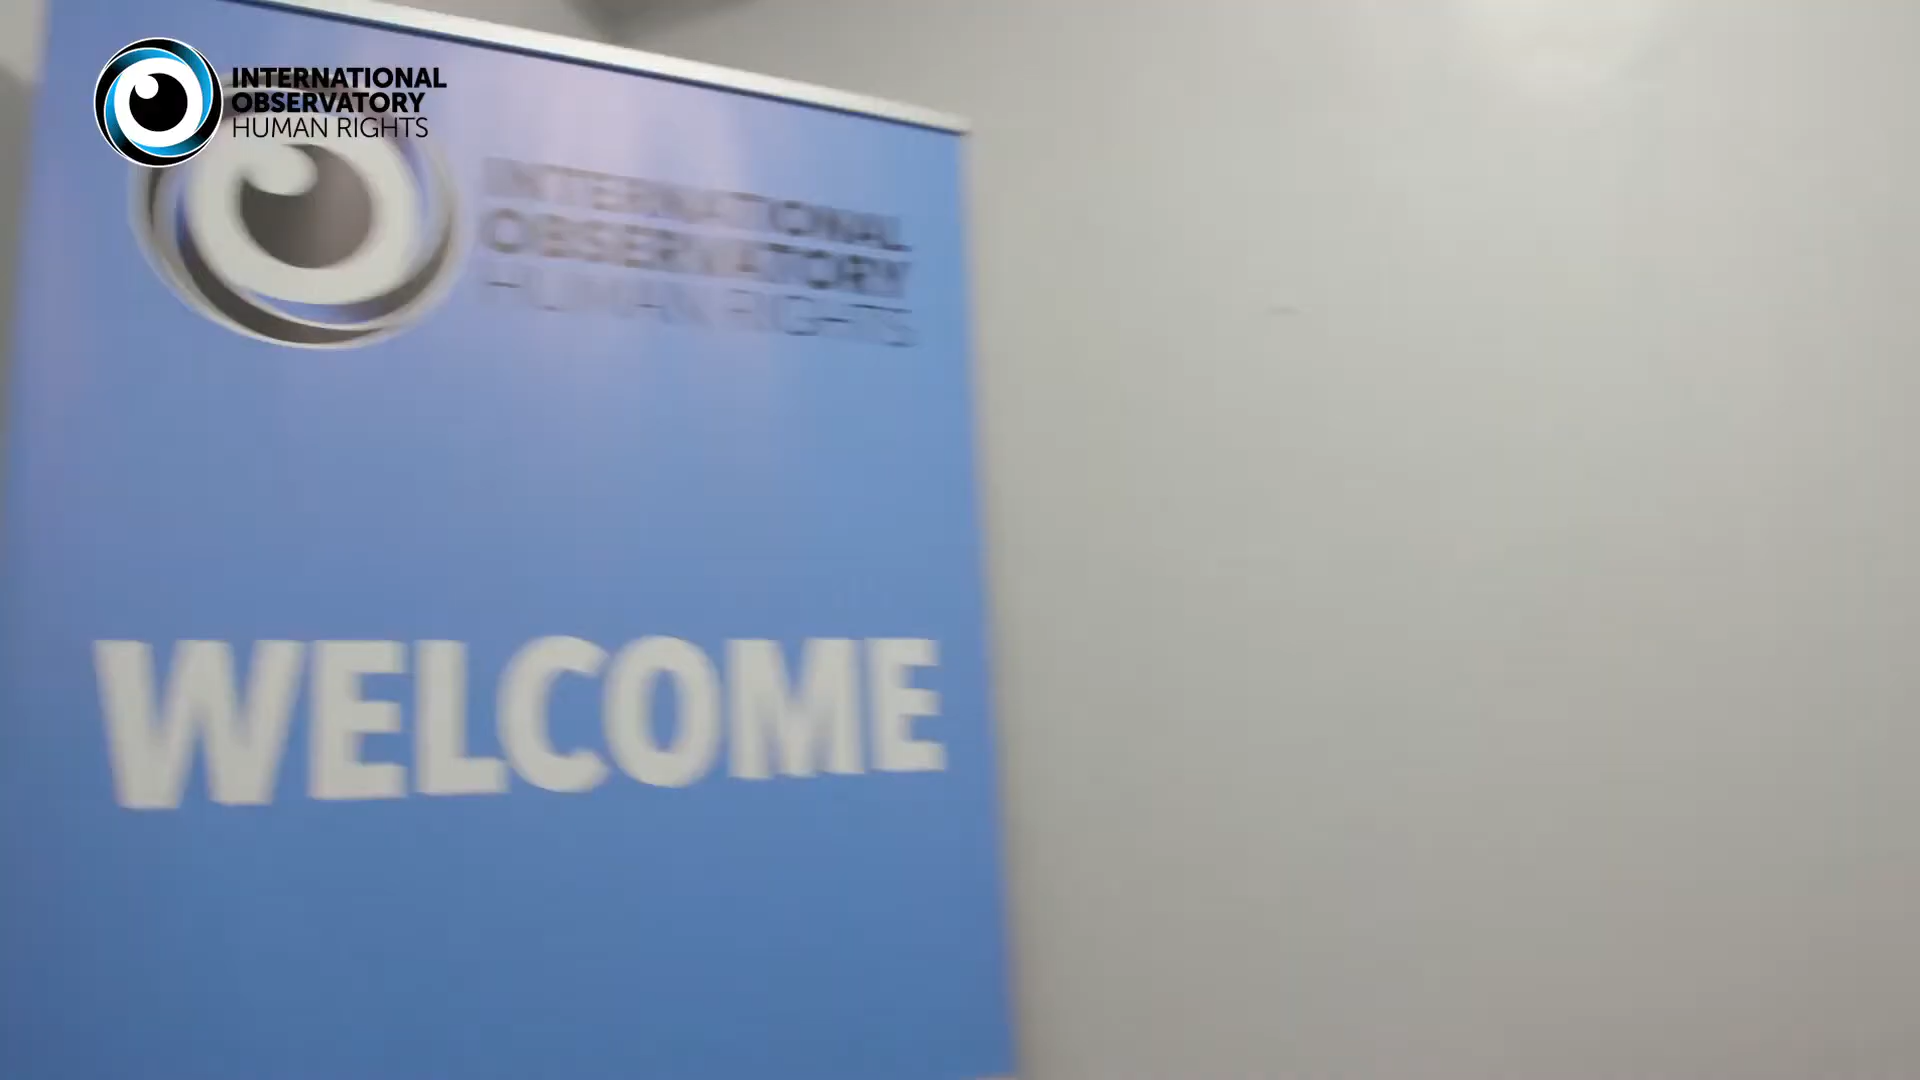 INTERNATIONAL
OBSERVATORY
HUMAN RIGHTS
INTERNATIONAL
OBSERVATORY
HUMAN RIGHTS
WELCOME